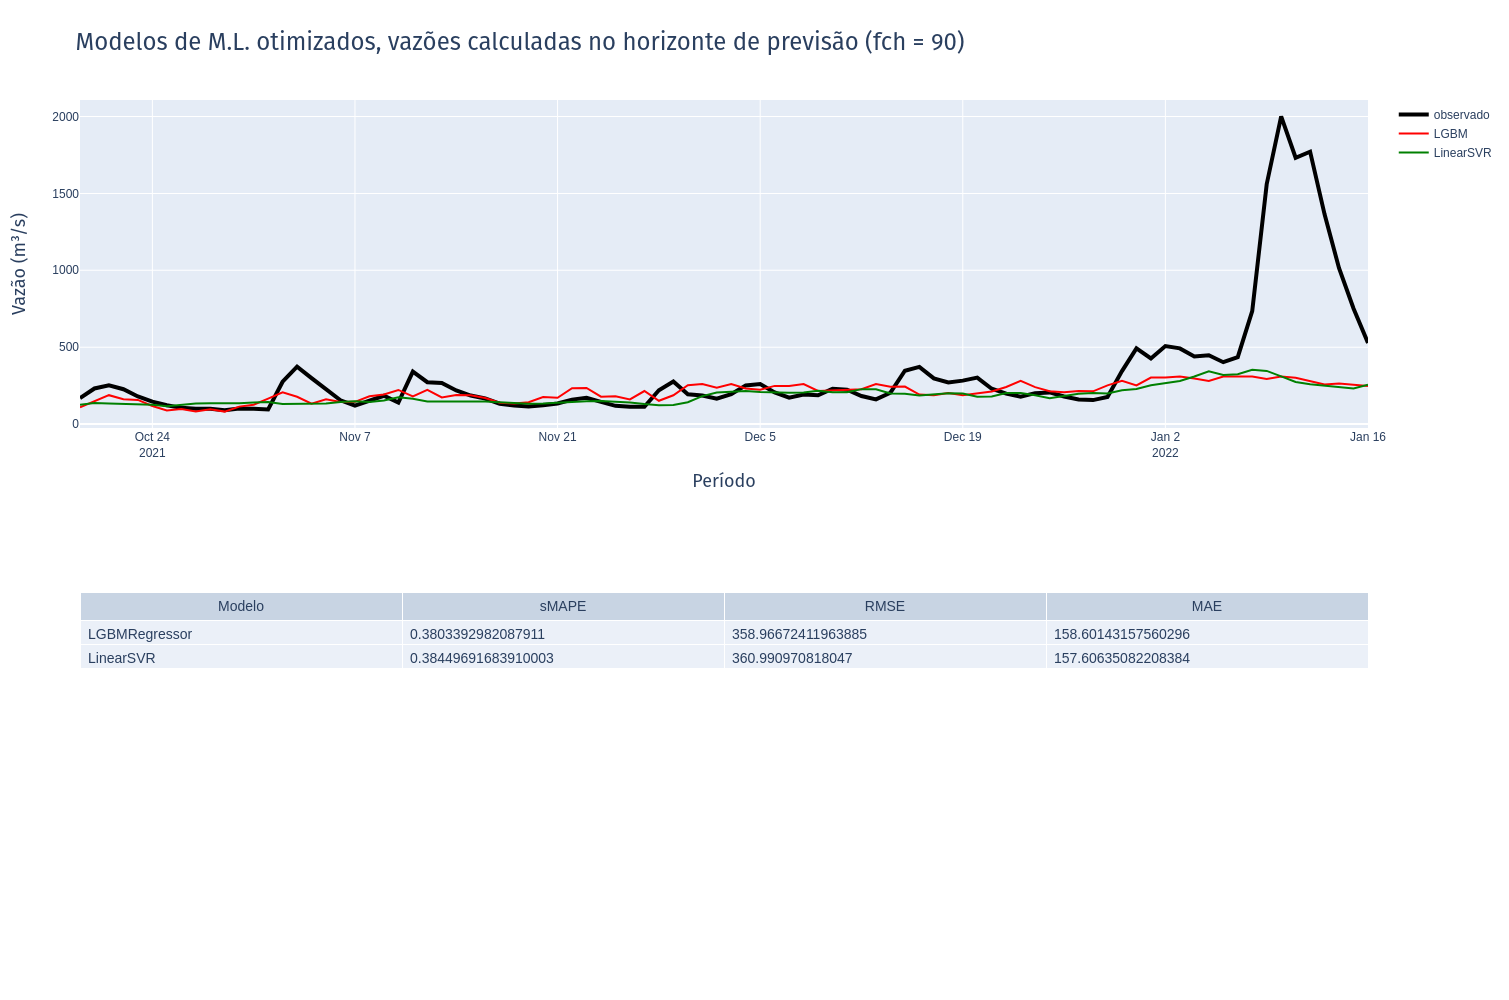 Modelos de M.L. otimizados, vazões calculadas no horizonte de previsão (fch = 90)
observado
LGBM
LinearSVR
Vazão (m³/s)
2000
1500
1000
500
0
Oct 24
2021
Nov 7
Nov 21
Dec 5
Dec 19
Jan 2
2022
Jan 16
Período
Modelo sMAPE RMSE MAE
LGBMRegressor 0.3803392982087911 358.96672411963885 158.60143157560296
LinearSVR 0.38449691683910003 360.990970818047 157.60635082208384